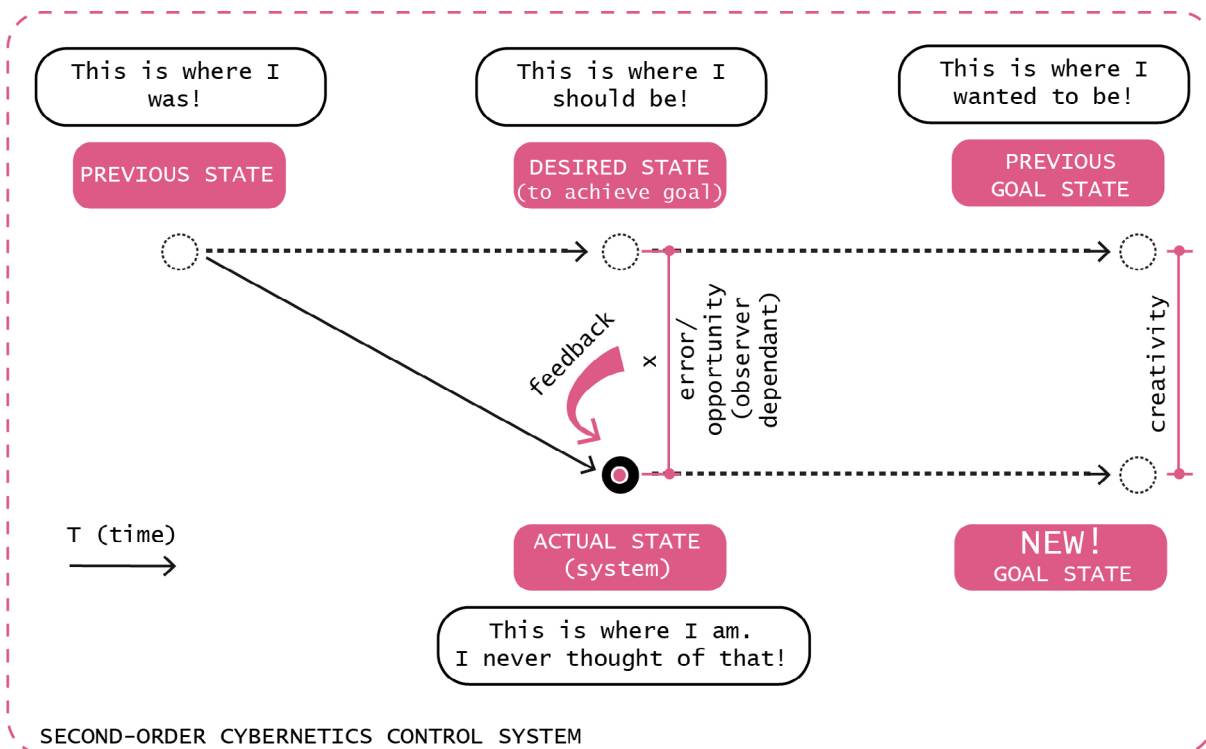 This is where I
was!
This is where I
should be!
This is where I
wanted to be!
PREVIOUS STATE
DESIRED STATE
(to achieve goal)
PREVIOUS
GOAL STATE
feedback
x
error/
opportunity
(observer
dependant)
creativity
T (time)
ACTUAL STATE
(system)
NEW!
GOAL STATE
This is where I am.
I never thought of that!
SECOND-ORDER CYBERNETICS CONTROL SYSTEM